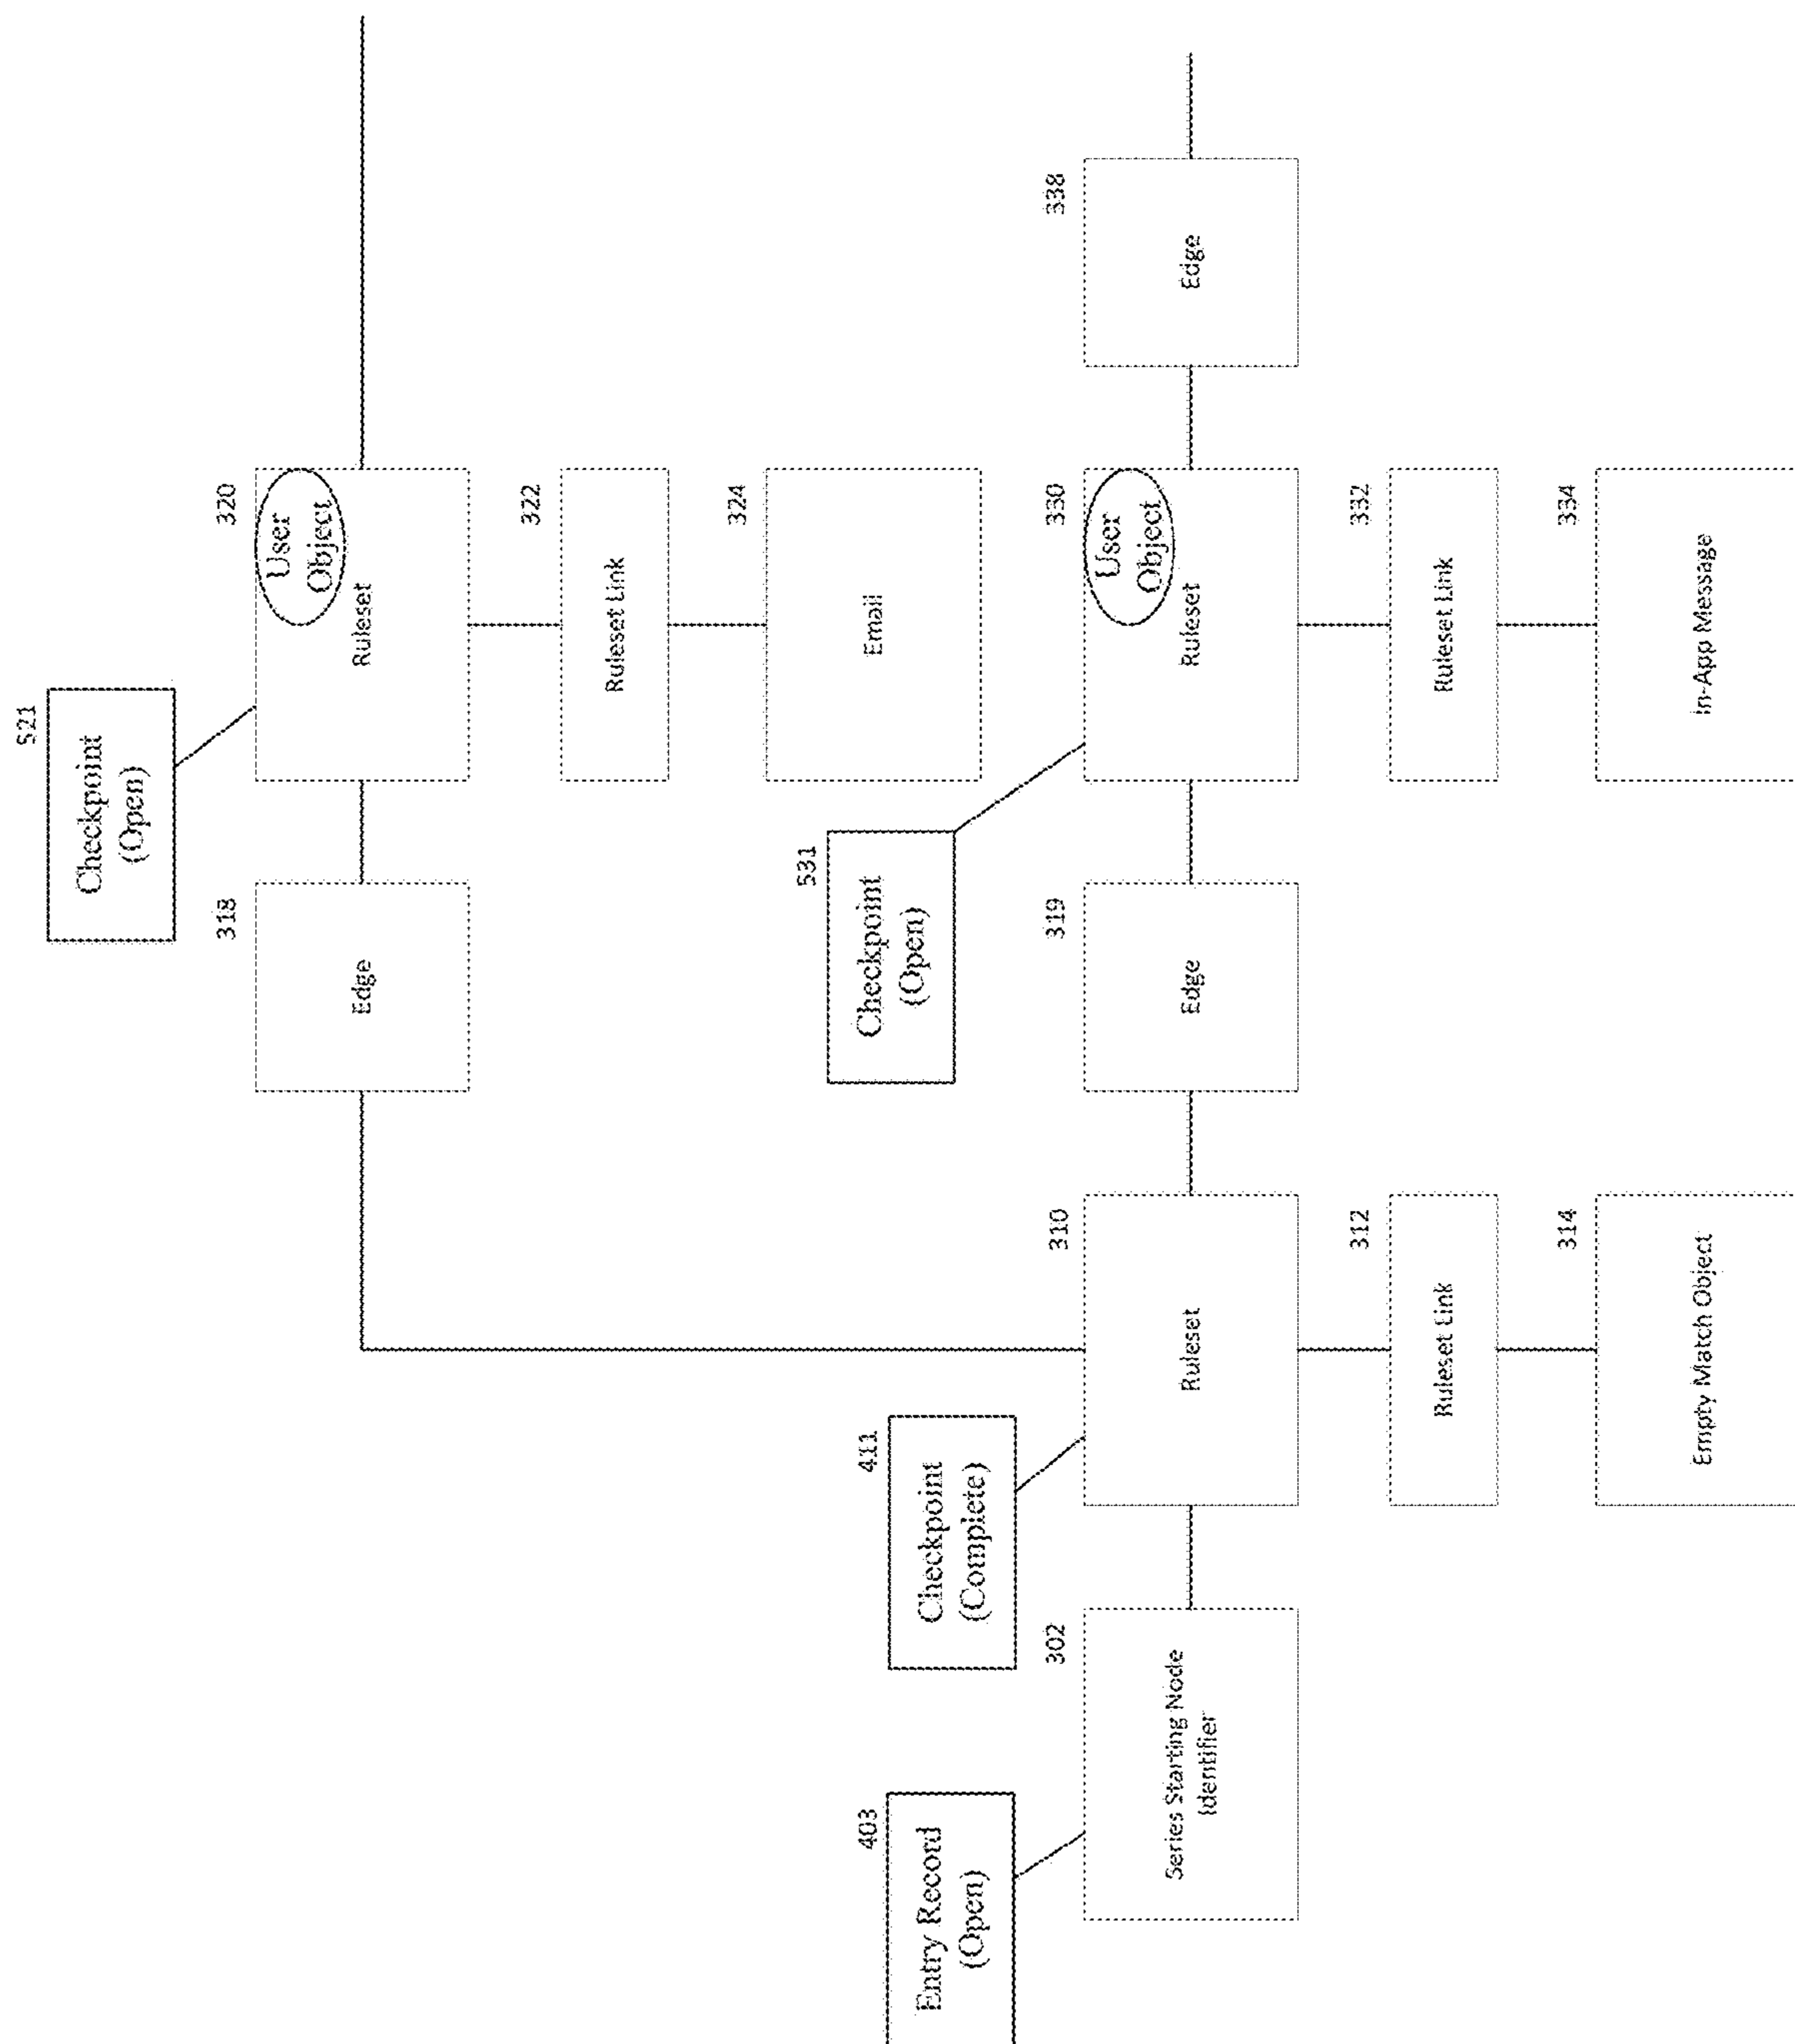 521
Checkpoint
(Open)
318
Edge
320
User
Object
Ruleset
322
Ruleset Link
324
Email
403
Entry Record
(Open)
302
Series Starting Node
Identifier
411
Checkpoint
(Complete)
310
Ruleset
312
Ruleset Link
314
Empty Match Object
531
Checkpoint
(Open)
319
Edge
330
User
Object
Ruleset
332
Ruleset Link
334
In-App Message
338
Edge